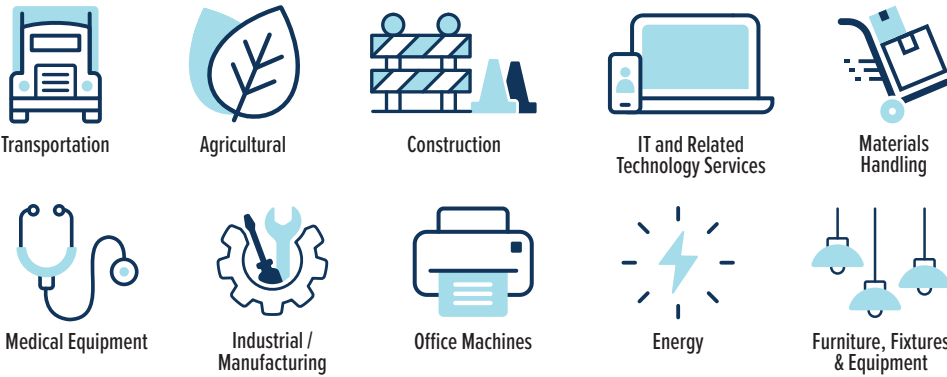 Transportation
Agricultural
Construction
IT and Related
Technology Services
Materials
Handling
Medical Equipment
Industrial /
Manufacturing
Office Machines
Energy
Furniture, Fixtures
& Equipment